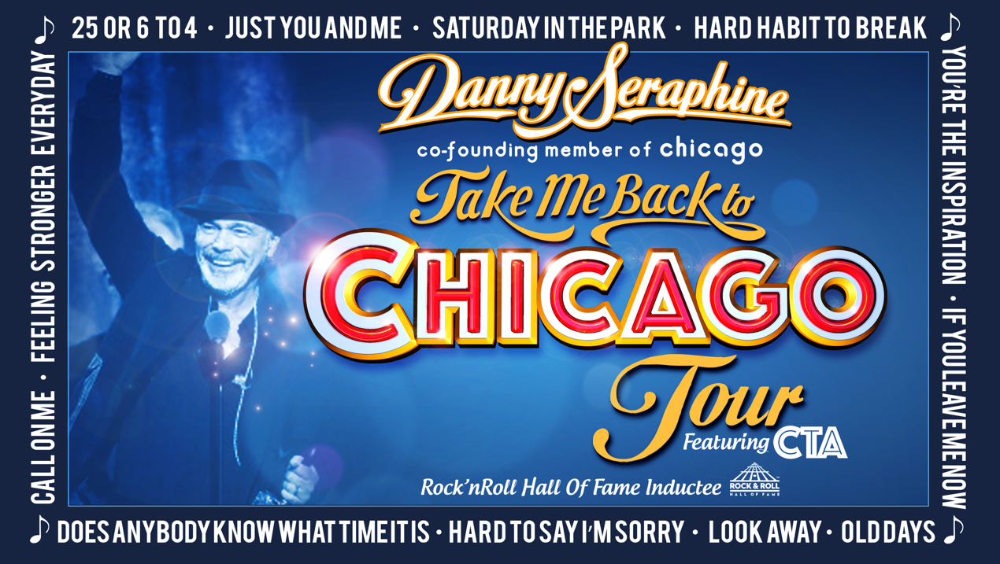 25 OR 6 TO 4 • JUST YOU AND ME • SATURDAY IN THE PARK • HARD HABIT TO BREAK
CALL ON ME • FEELING STRONGER EVERYDAY
Danny Seraphine
co-founding member of chicago
Take Me Back to
CHICAGO
Tour
Featuring CTA
Rock'nRoll Hall Of Fame Inductee
ROCK & ROLL
HALL OF FAME
YOU'RE THE INSPIRATION • IF YOU LEAVE ME NOW
DOES ANYBODY KNOW WHAT TIME IT IS • HARD TO SAY I'M SORRY • LOOK AWAY • OLD DAYS